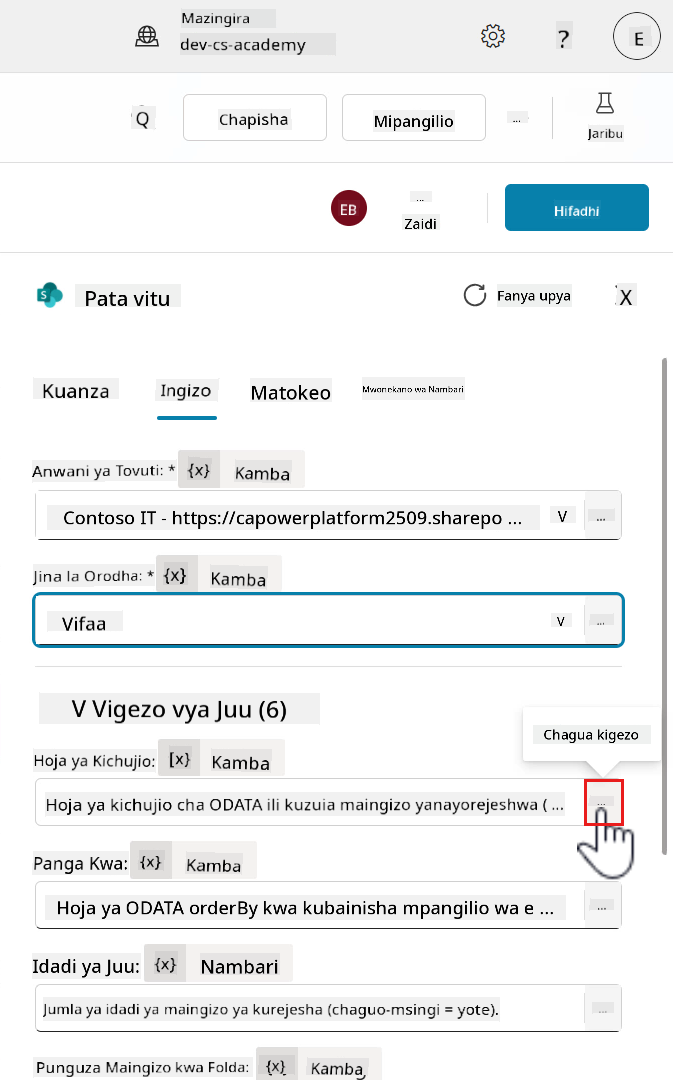 Mazingira
dev-cs-academy
?
E
Q
Chapisha
Mipangilio
...
Jaribu
EB
...
Zaidi
Hifadhi
S
Pata vitu
Fanya upya
X
Kuanza
Ingizo
Matokeo
Mwonekano wa Nambari
Anwani ya Tovuti: * {x} Kamba
Contoso IT - https://capowerplatform2509.sharepo ... V ...
Jina la Orodha: * {x} Kamba
Vifaa V ...
V Vigezo vya Juu (6)
Chagua kigezo
Hoja ya Kichujio: [x} Kamba
Hoja ya kichujio cha ODATA ili kuzuia maingizo yanayorejeshwa ( ... ...
Panga Kwa: {x} Kamba
Hoja ya ODATA orderBy kwa kubainisha mpangilio wa e ... ...
Idadi ya Juu: {x} Nambari
Jumla ya idadi ya maingizo ya kurejesha (chaguo-msingi = yote). ...
Punguza Maingizo kwa Folda: {x} Kamba